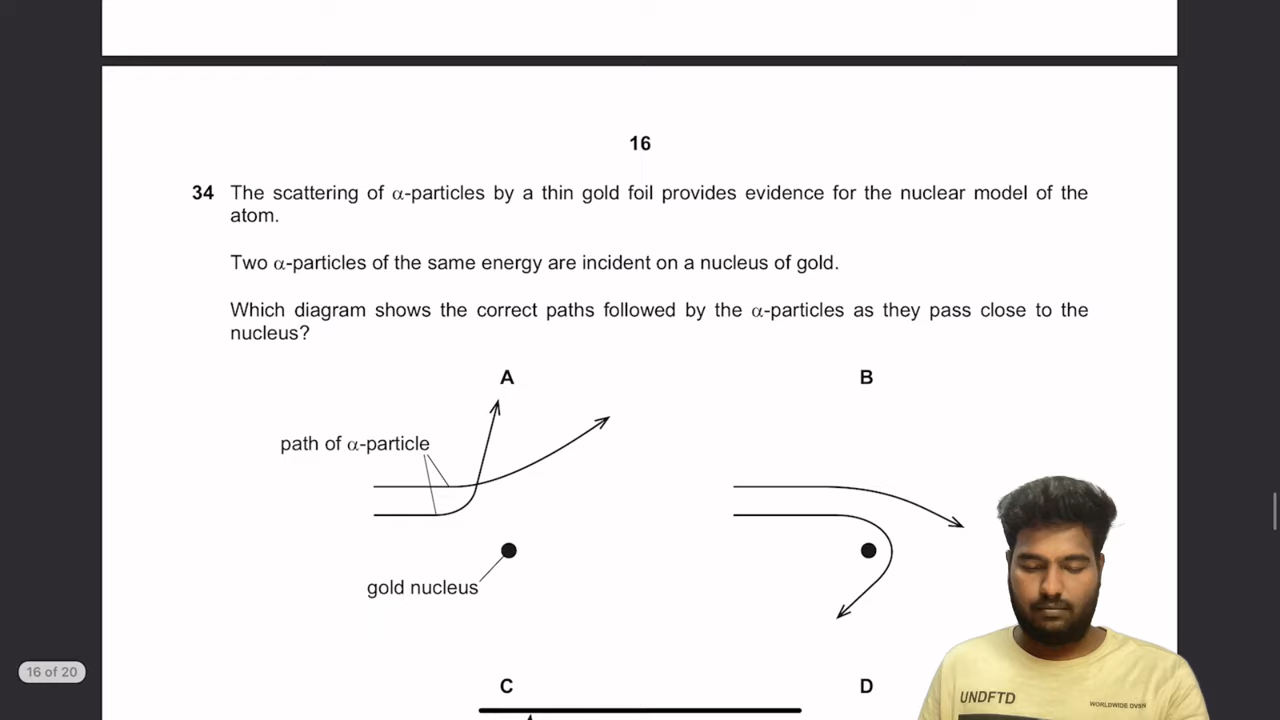 16
34 The scattering of α-particles by a thin gold foil provides evidence for the nuclear model of the
atom.
Two α-particles of the same energy are incident on a nucleus of gold.
Which diagram shows the correct paths followed by the α-particles as they pass close to the
nucleus?
A
B
path of α-particle
gold nucleus
16 of 20
C
D
UNDFTD
WORLDWIDE DVSN